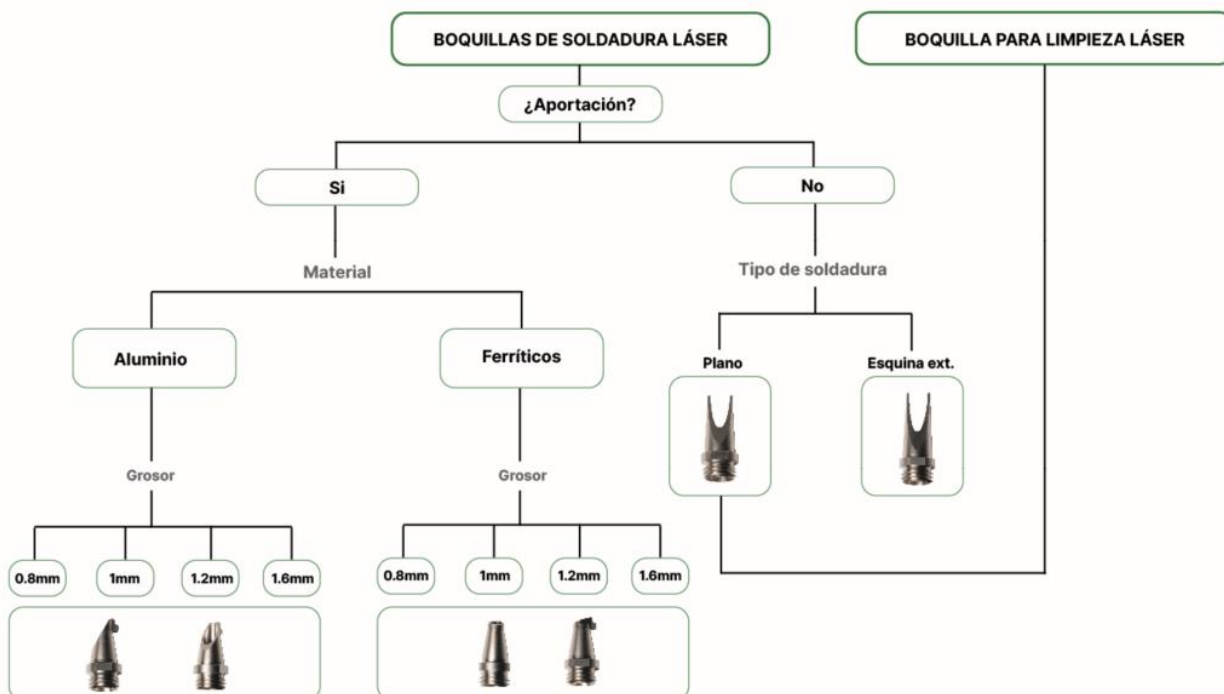 BOQUILLAS DE SOLDADURA LÁSER
BOQUILLA PARA LIMPIEZA LÁSER
¿Aportación?
Si
No
Material
Tipo de soldadura
Aluminio
Ferríticos
Plano
Esquina ext.
Grosor
Grosor
0.8mm
1mm
1.2mm
1.6mm
0.8mm
1mm
1.2mm
1.6mm